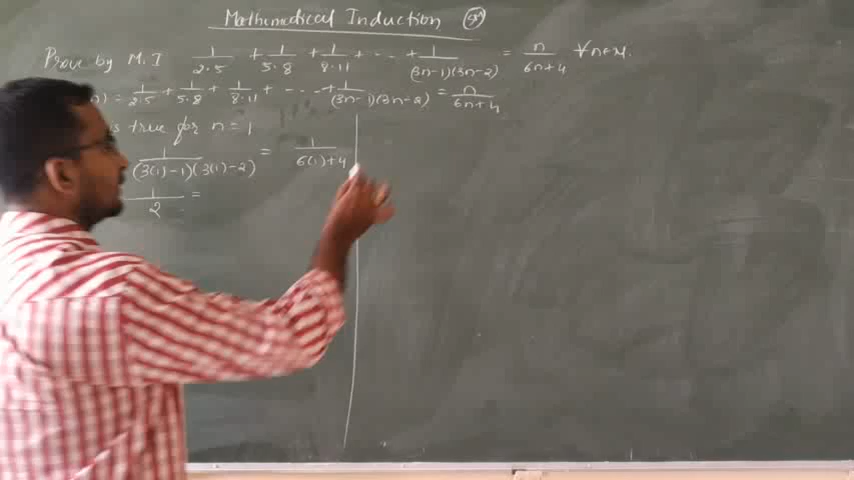 Mathematical Induction
Prove by M.I 1/2·5 + 1/5·8 + 1/8·11 + ··· + 1/(3n-1)(3n-2) = n/6n+4 ∀ n∈
) = 1/2·5 + 1/5·8 + 1/8·11 + ··· + 1/(3n-1)(3n-2) = n/6n+4
is true for n = 1
1/(3(1)-1)(3(1)-2) = 1/6(1)+4
1/2 =